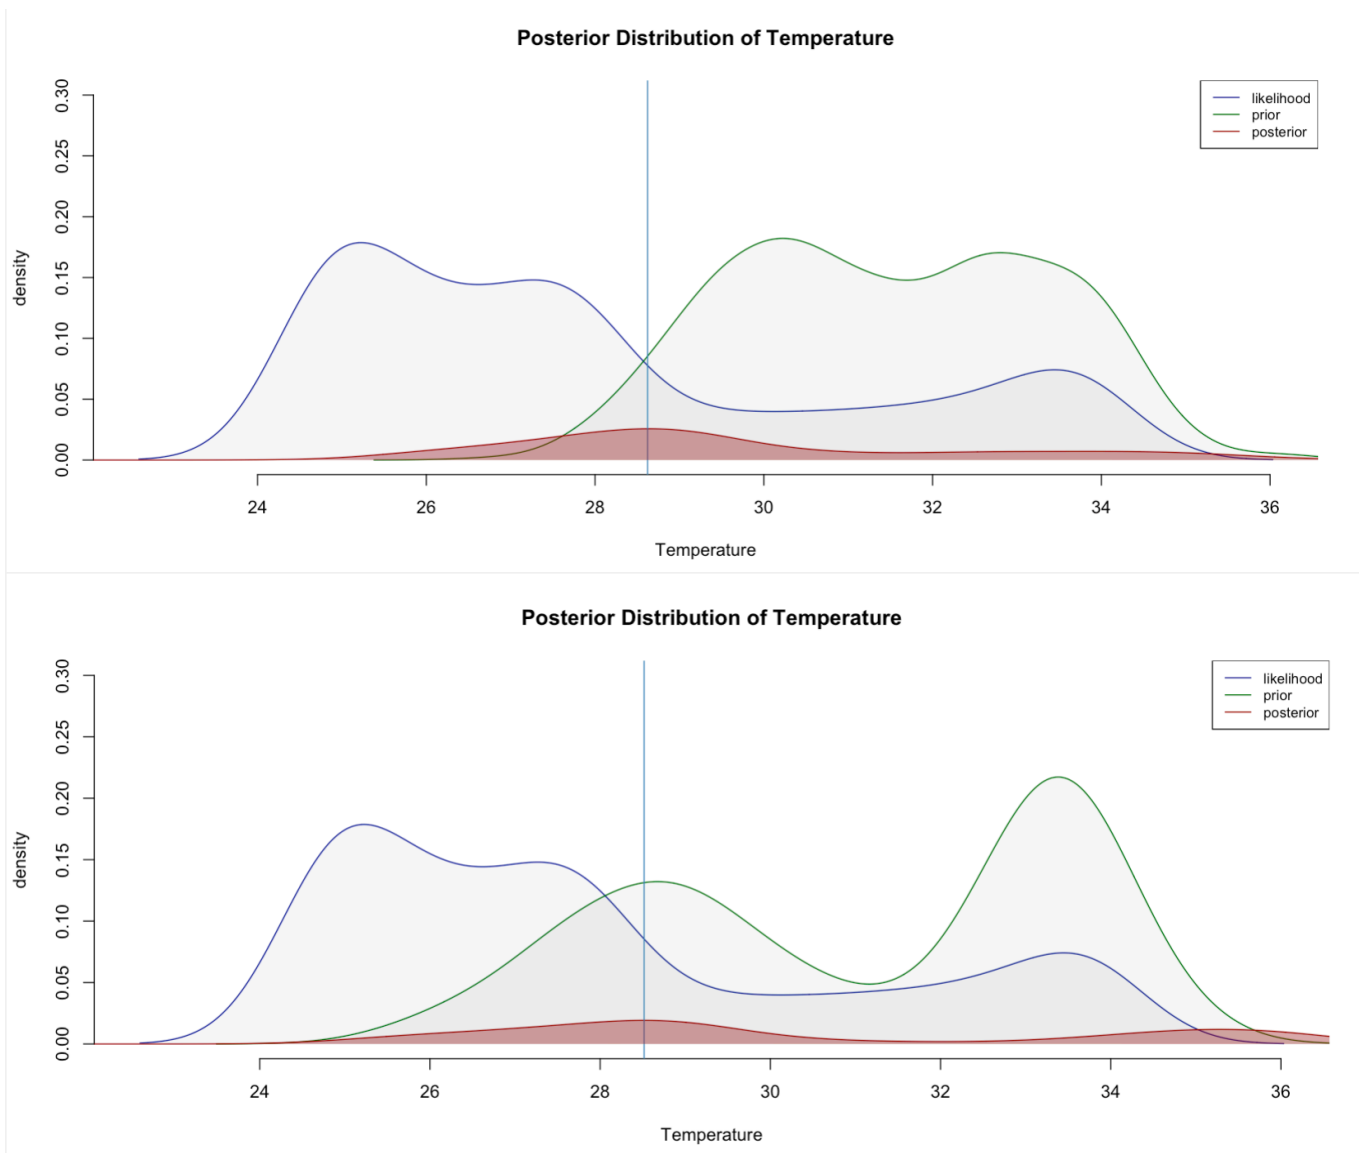 Posterior Distribution of Temperature
likelihood
prior
posterior
0.30
0.25
0.20
0.15
0.10
0.05
0.00
density
24 26 28 30 32 34 36
Temperature
Posterior Distribution of Temperature
likelihood
prior
posterior
0.30
0.25
0.20
0.15
0.10
0.05
0.00
density
24 26 28 30 32 34 36
Temperature